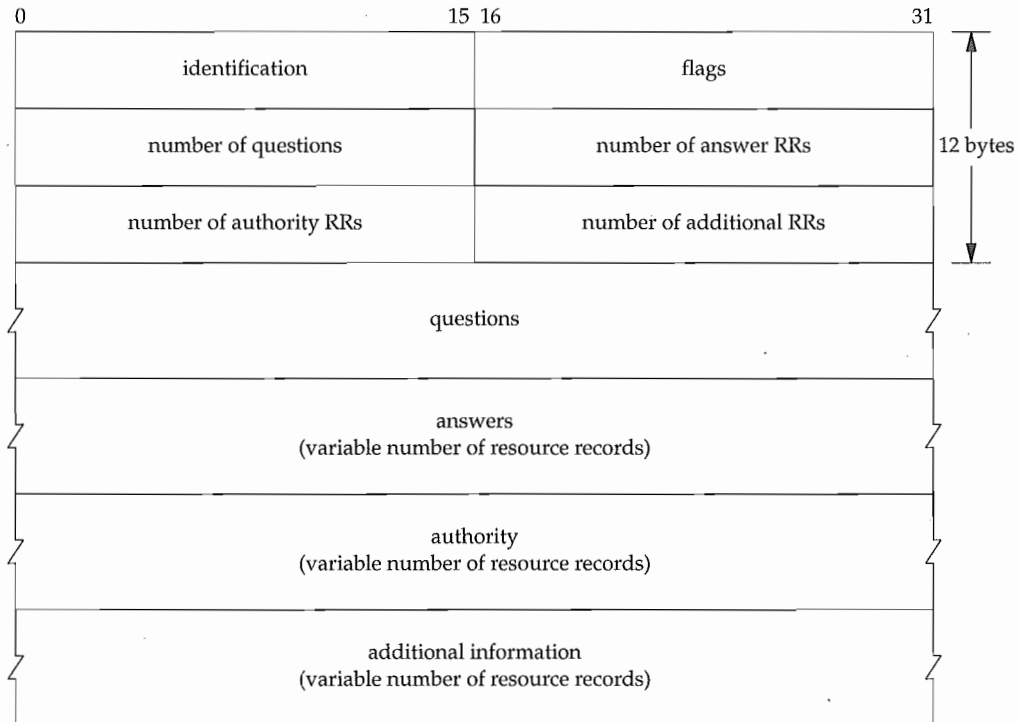 0 15 16 31
identification flags
number of questions number of answer RRs 12 bytes
number of authority RRs number of additional RRs
questions
answers
(variable number of resource records)
authority
(variable number of resource records)
additional information
(variable number of resource records)